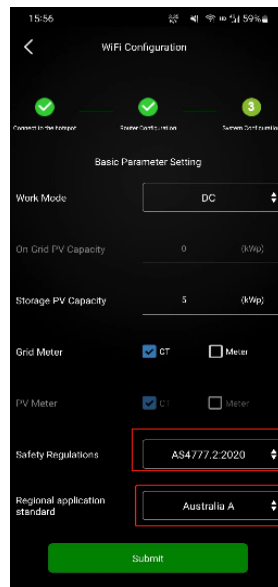 15:56
59%
WiFi Configuration
3
Connect to the hotspot
Router Configuration
System Configuration
Basic Parameter Setting
Work Mode
DC
On Grid PV Capacity
0
(kWp)
Storage PV Capacity
5
(kWp)
Grid Meter
CT
Meter
PV Meter
CT
Meter
Safety Regulations
AS4777.2:2020
Regional application
standard
Australia A
Submit